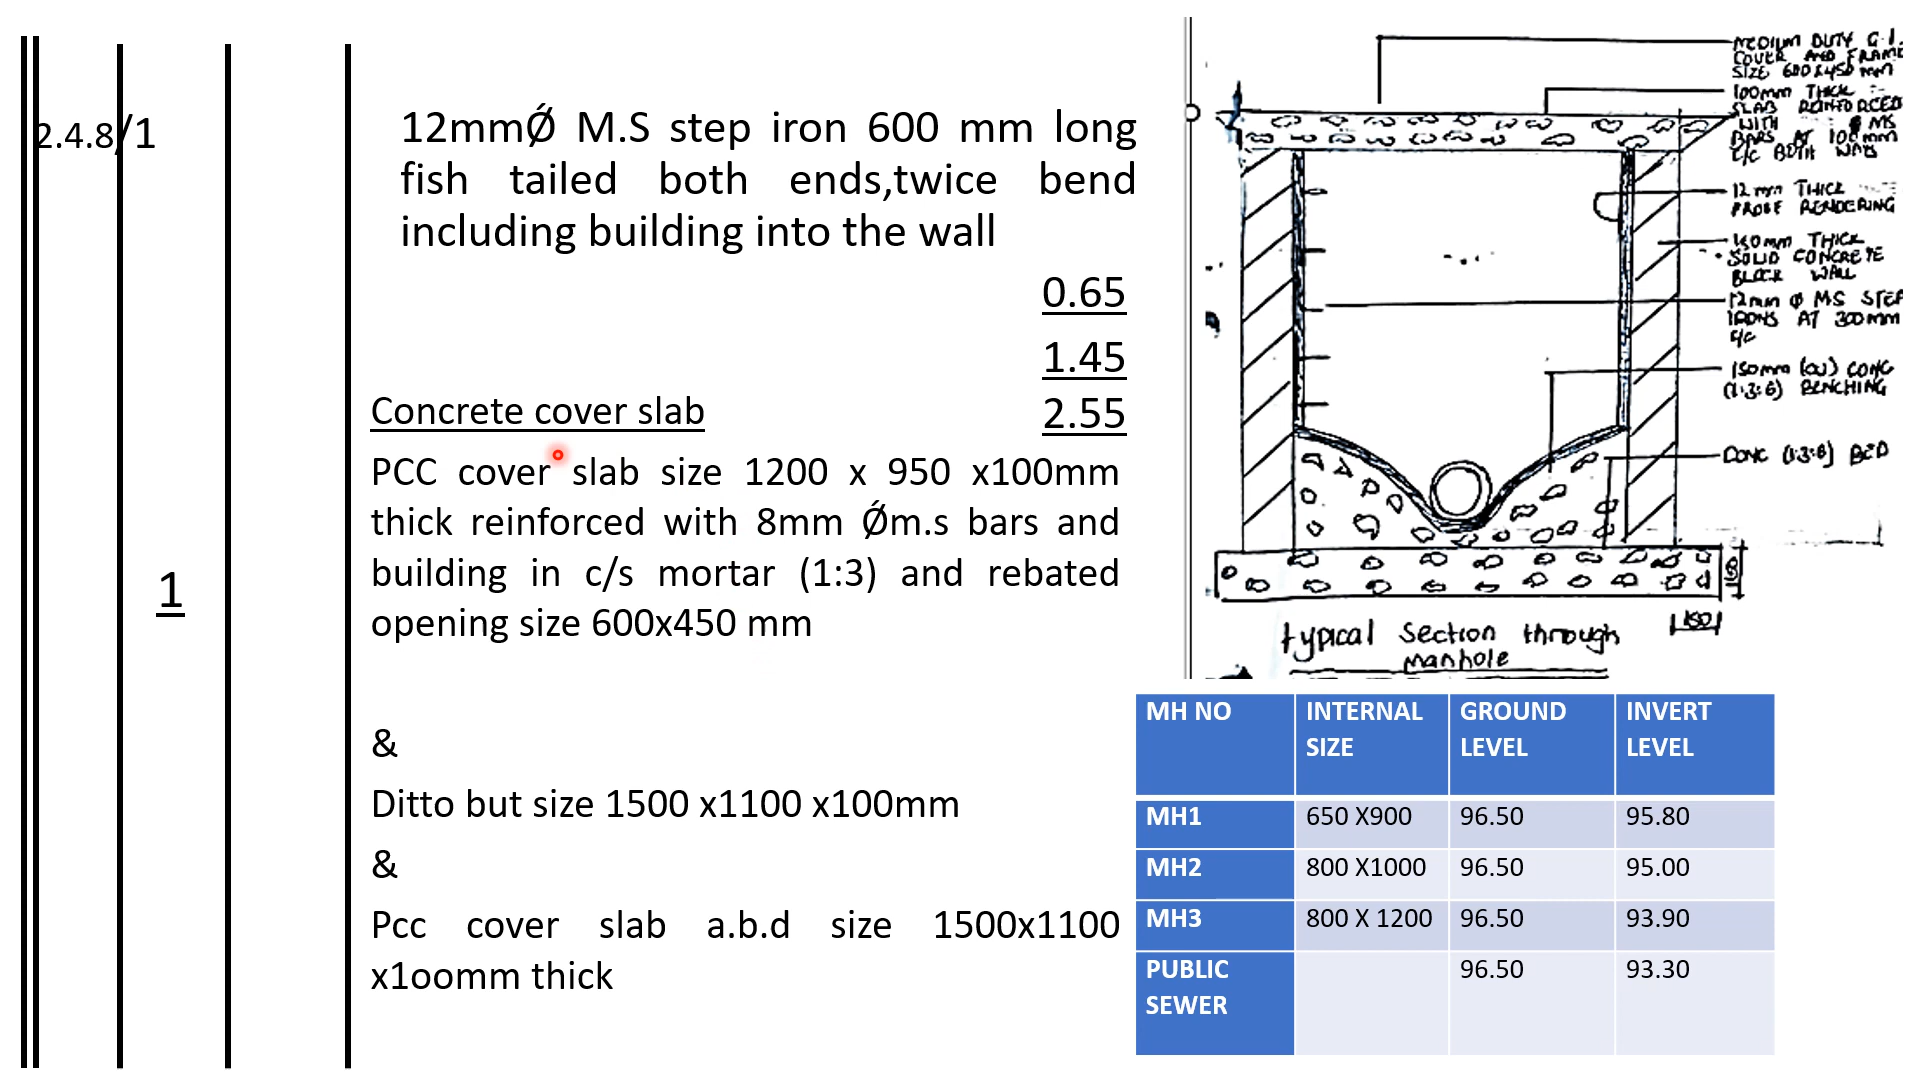 2.4.8/1
12mmǾ M.S step iron 600 mm long
fish tailed both ends,twice bend
including building into the wall
0.65
1.45
2.55
Concrete cover slab
PCC cover slab size 1200 x 950 x100mm
thick reinforced with 8mm Ǿm.s bars and
building in c/s mortar (1:3) and rebated
opening size 600x450 mm
1
&
Ditto but size 1500 x1100 x100mm
&
Pcc cover slab a.b.d size 1500x1100
x1oomm thick
MEDIUM DUTY G.I.
COVER AND FRAME
SIZE 600x450 mm
100mm THICK
SLAB REINFORCED
WITH MS
BARS AT 100mm
C/C BOTH WAYS
12mm THICK
RENDERING
THICK
SOLID CONCRETE
BLOCK WALL
12mm ф MS STEP
IRONS AT 300mm
c/c
150mm (av) CONC
(1:3:6) BENCHING
CONC (1:3:6) BED
150
150
typical section through
manhole
MH NO INTERNAL SIZE GROUND LEVEL INVERT LEVEL
MH1 650 X900 96.50 95.80
MH2 800 X1000 96.50 95.00
MH3 800 X 1200 96.50 93.90
PUBLIC SEWER 96.50 93.30